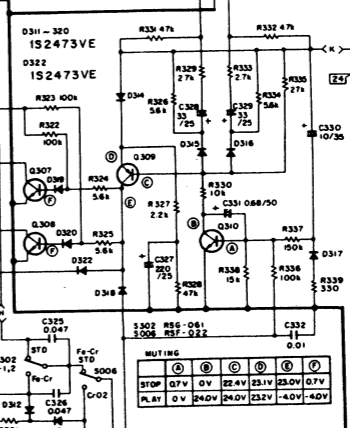 D311-320
1S2473VE
D322
1S2473VE
R331 47k
R332 47k
K
R329
2.7k
R333
2.7k
R335
27k
24
D314
R326
5.6k
C328
33
/25
C329
33
/25
R334
5.6k
C330
10/35
R323 100k
R322
100k
D315
D316
D
Q309
C
Q307
D319
F
R324
5.6k
E
R330
10k
R327
2.2k
B
C331 0.68/50
Q310
A
R337
150k
Q308
D320
F
R325
5.6k
D322
C327
220
/25
D317
R338
15k
R336
100k
R339
330
D318
R328
47k
S302 RSG-061
S006 RSF-022
C325
0.047
C332
0.01
STD
Fe-Cr
STD
S006
302
-1,2
Fe-Cr
CrO2
D312
C326
0.047
MUTING
A B C D E F
STOP 0.7V 0V 22.4V 23.1V 23.0V 0.7V
PLAY 0V 24.0V 24.0V 23.2V -4.0V -4.0V